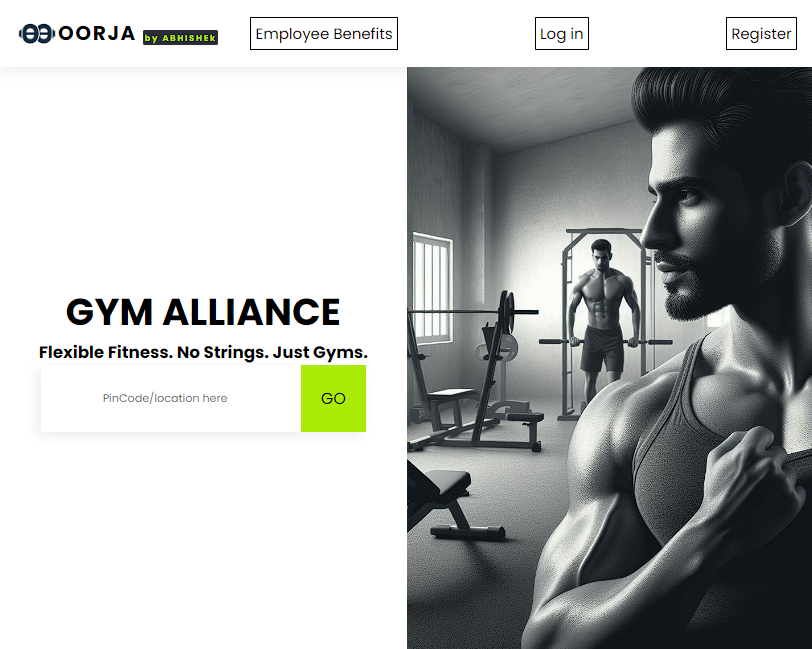 OORJA by ABHISHEk
Employee Benefits
Log in
Register
GYM ALLIANCE
Flexible Fitness. No Strings. Just Gyms.
PinCode/location here
GO